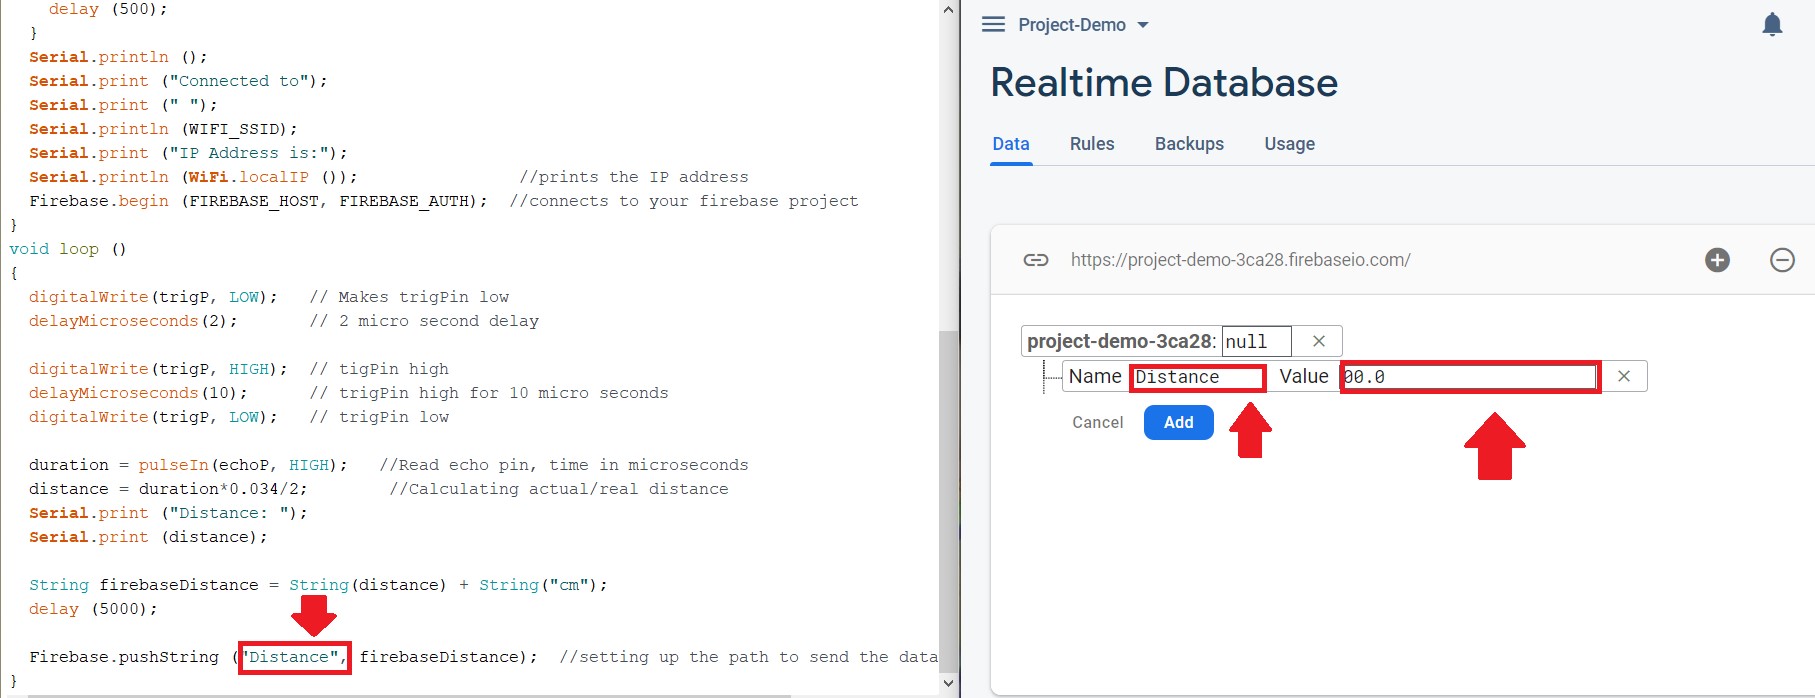 delay (500);
}
Serial.println ();
Serial.print ("Connected to");
Serial.print (" ");
Serial.println (WIFI_SSID);
Serial.print ("IP Address is:");
Serial.println (WiFi.localIP ()); //prints the IP address
Firebase.begin (FIREBASE_HOST, FIREBASE_AUTH); //connects to your firebase project
}
void loop ()
{
digitalWrite(trigP, LOW); // Makes trigPin low
delayMicroseconds(2); // 2 micro second delay
digitalWrite(trigP, HIGH); // tigPin high
delayMicroseconds(10); // trigPin high for 10 micro seconds
digitalWrite(trigP, LOW); // trigPin low
duration = pulseIn(echoP, HIGH); //Read echo pin, time in microseconds
distance = duration*0.034/2; //Calculating actual/real distance
Serial.print ("Distance: ");
Serial.print (distance);
String firebaseDistance = String(distance) + String("cm");
delay (5000);
Firebase.pushString ("Distance", firebaseDistance); //setting up the path to send the data
}
Project-Demo
Realtime Database
Data Rules Backups Usage
https://project-demo-3ca28.firebaseio.com/
project-demo-3ca28: null ×
Name Distance Value 00.0 ×
Cancel Add